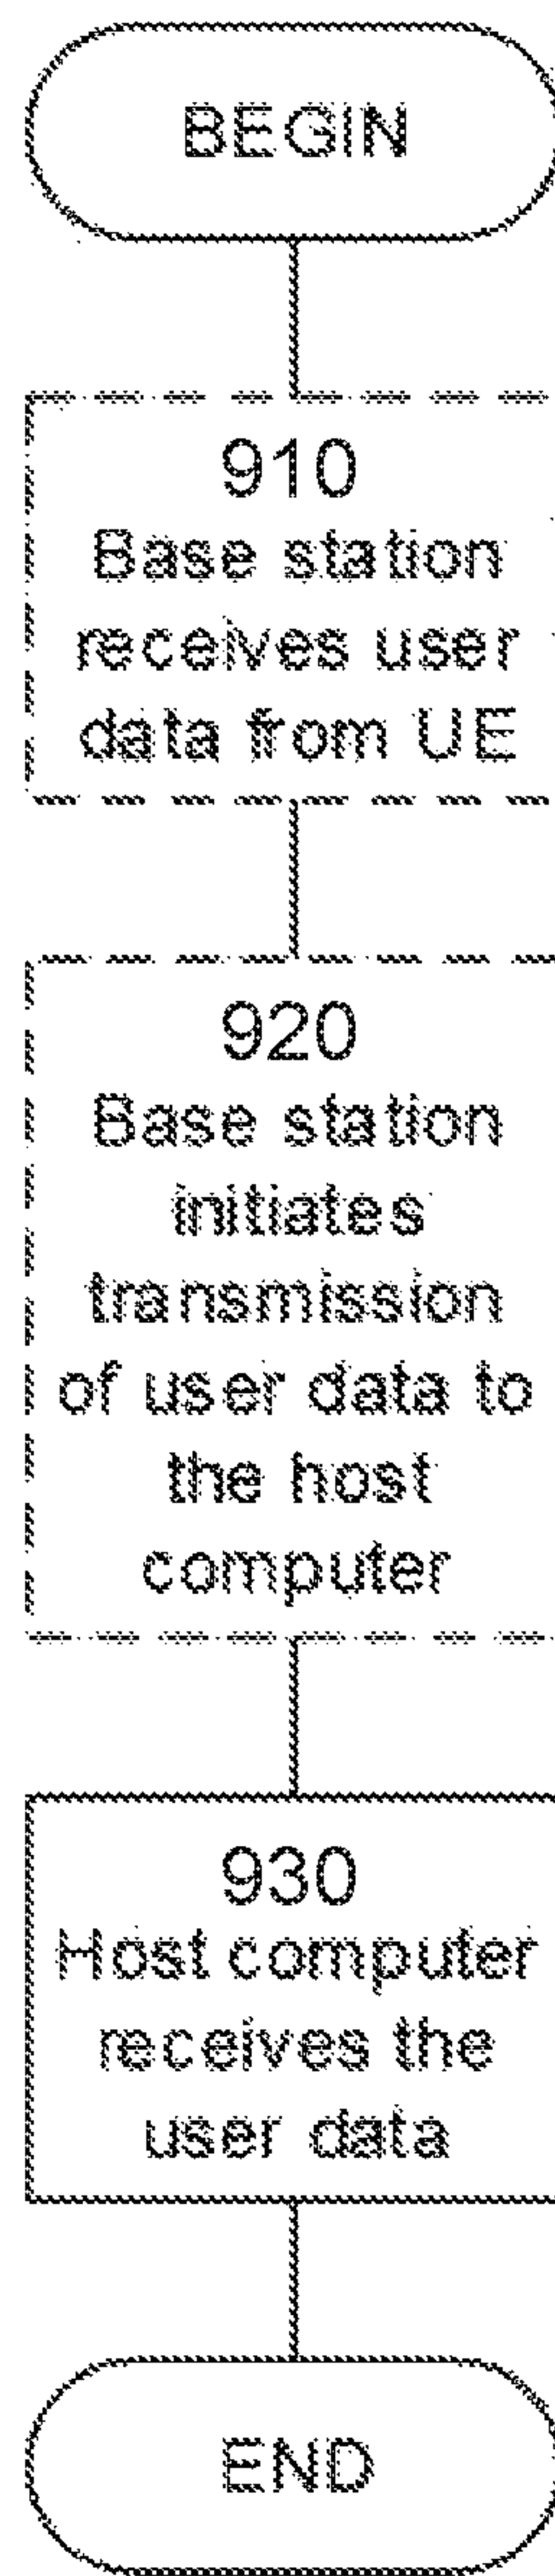 BEGIN
910
Base station
receives user
data from UE
920
Base station
initiates
transmission
of user data to
the host
computer
930
Host computer
receives the
user data
END